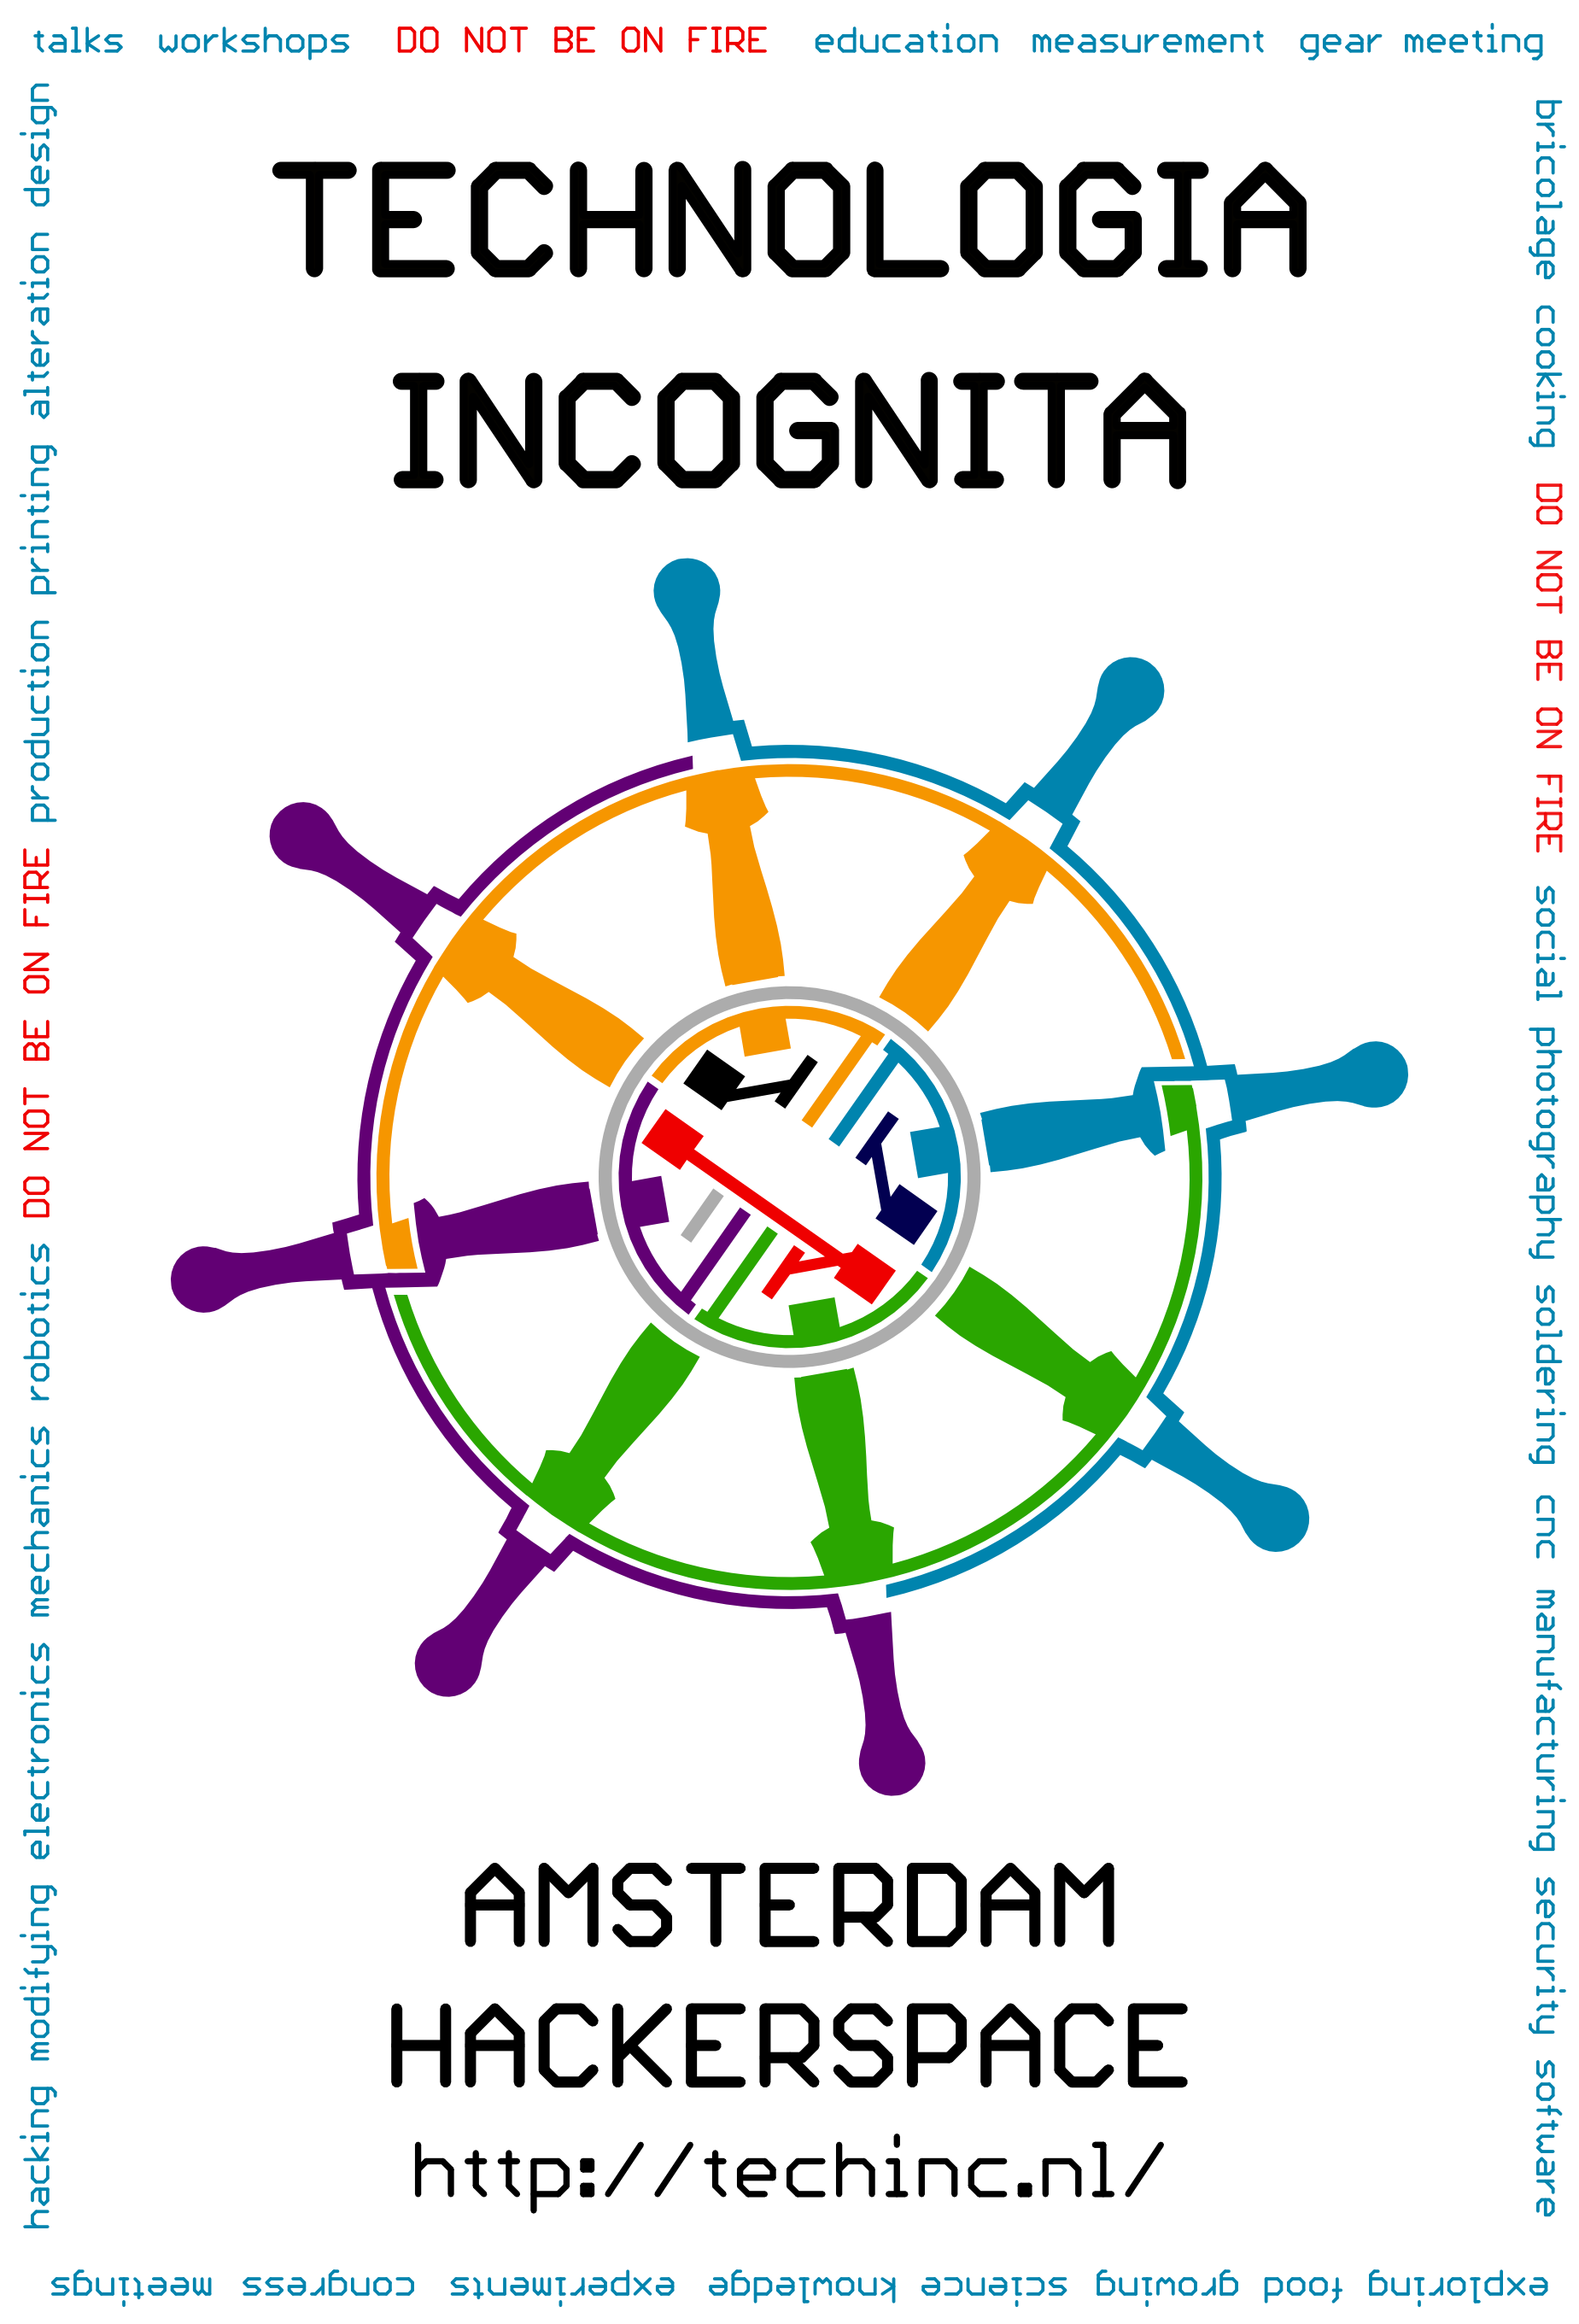 talks workshops DO NOT BE ON FIRE education measurement gear meeting
TECHNOLOGIA
INCOGNITA
AMSTERDAM
HACKERSPACE
http://techinc.nl/
bricolage cooking DO NOT BE ON FIRE social photography soldering cnc manufacturing security software
exploring food growing science knowledge experiments congress meetings
hacking modifying electronics mechanics robotics DO NOT BE ON FIRE production printing alteration design